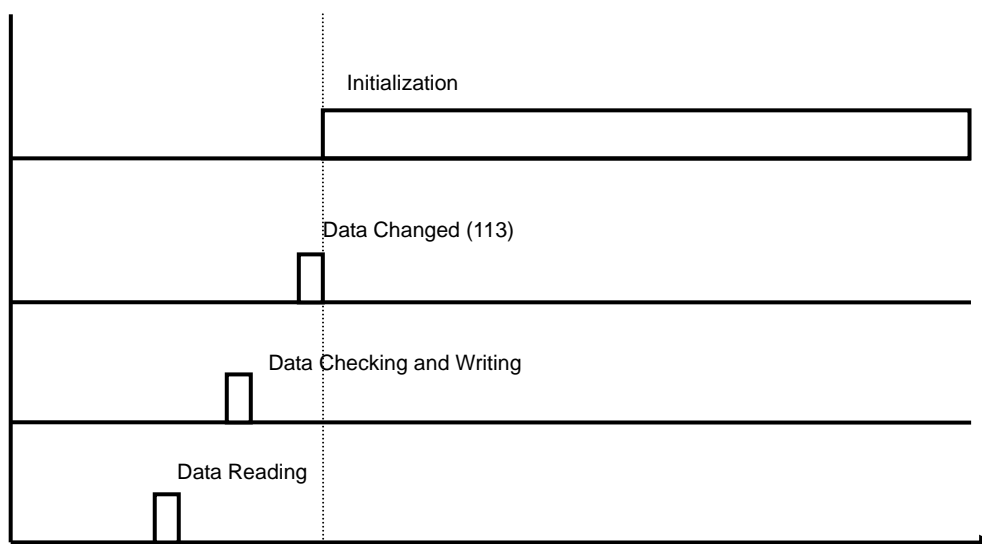 Initialization
Data Changed (113)
Data Checking and Writing
Data Reading